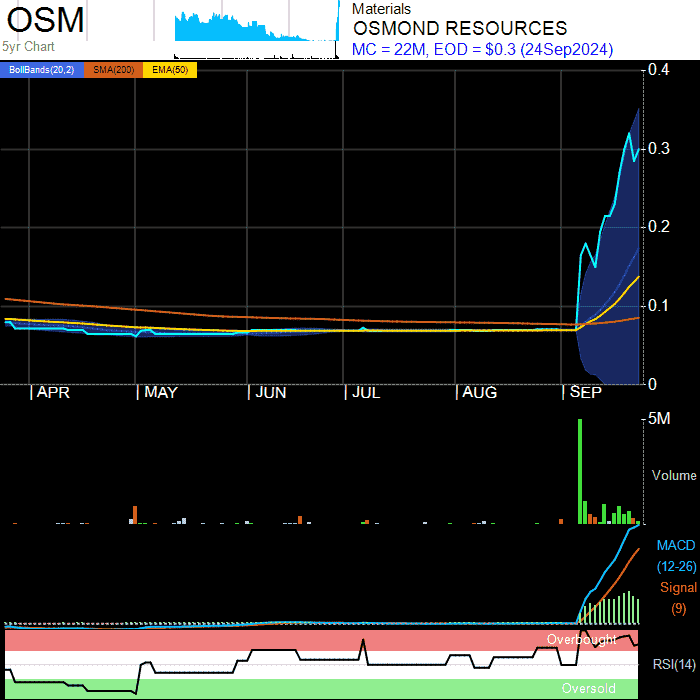 OSM
5yr Chart
Materials
OSMOND RESOURCES
MC = 22M, EOD = $0.3 (24Sep2024)
BollBands(20,2) SMA(200) EMA(50)
0.4
0.3
0.2
0.1
0
APR MAY JUN JUL AUG SEP
5M
Volume
MACD
(12-26)
Signal
(9)
Overbought
RSI(14)
Oversold